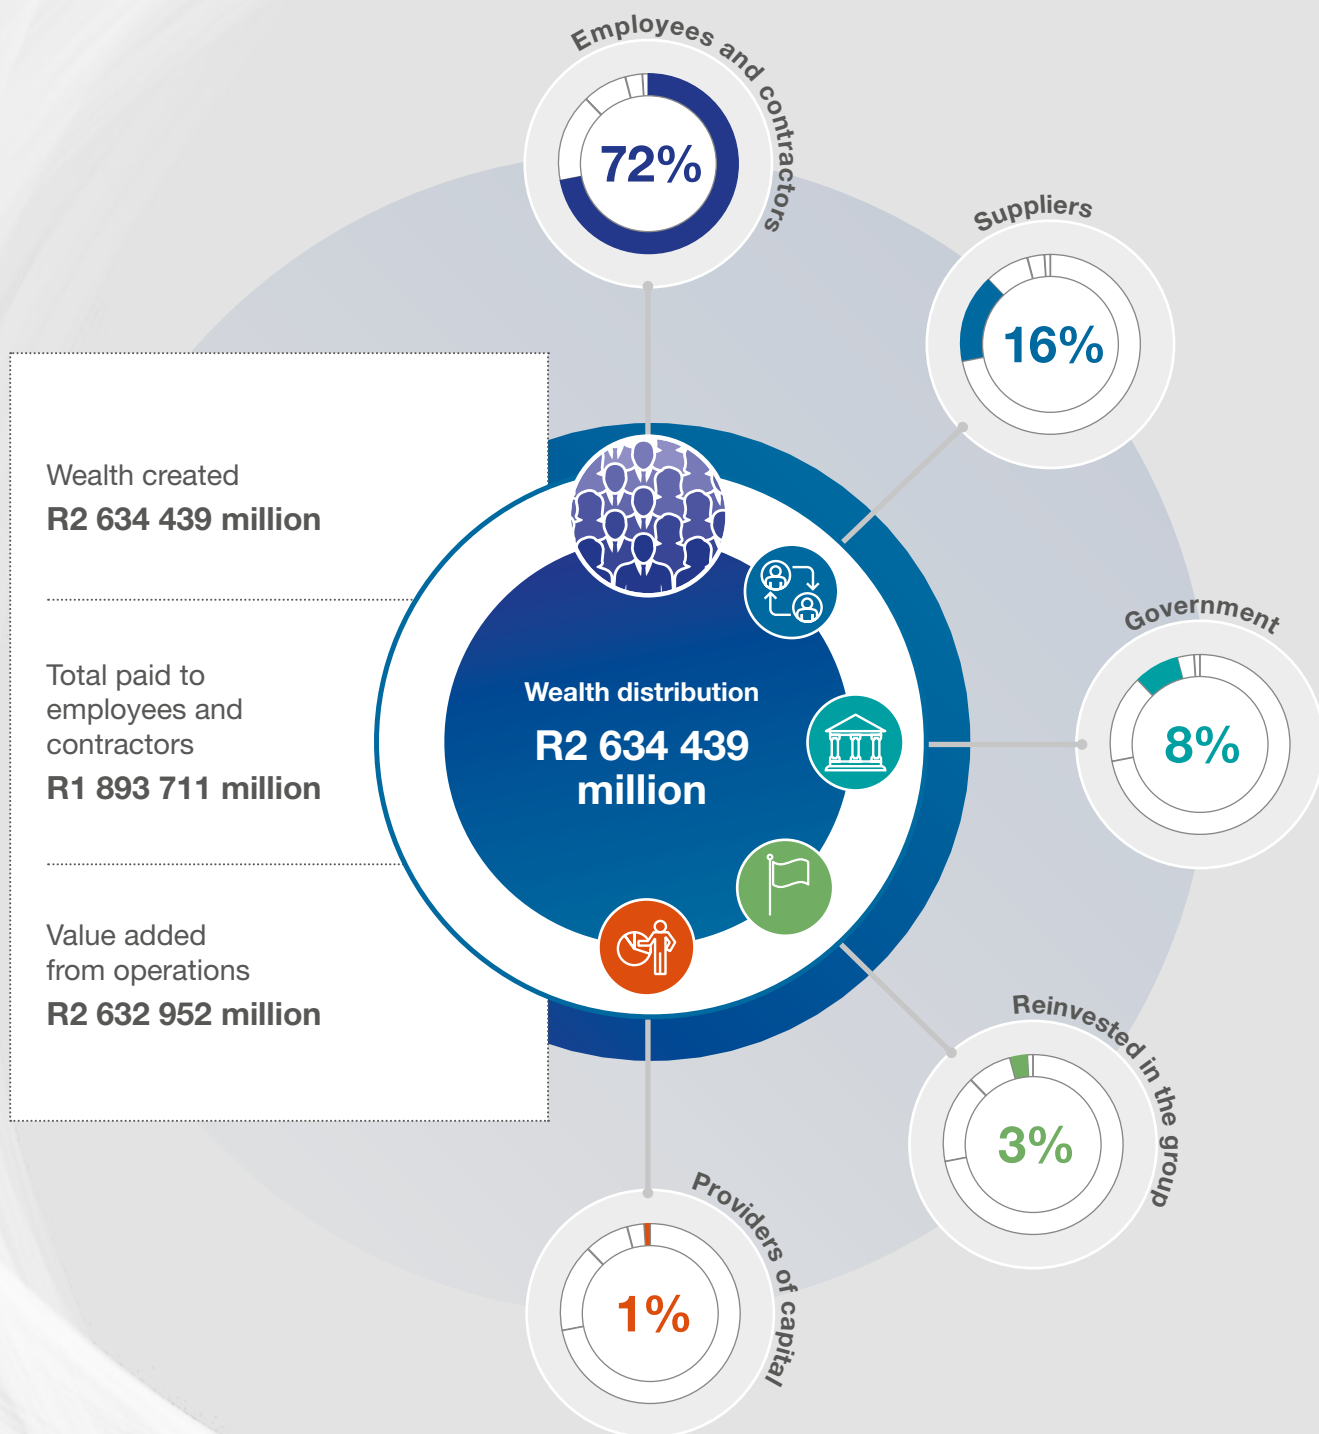 Employees and contractors
72%
Suppliers
16%
Wealth created
R2 634 439 million
Total paid to
employees and
contractors
R1 893 711 million
Value added
from operations
R2 632 952 million
Wealth distribution
R2 634 439
million
Government
8%
Reinvested in the group
3%
Providers of capital
1%